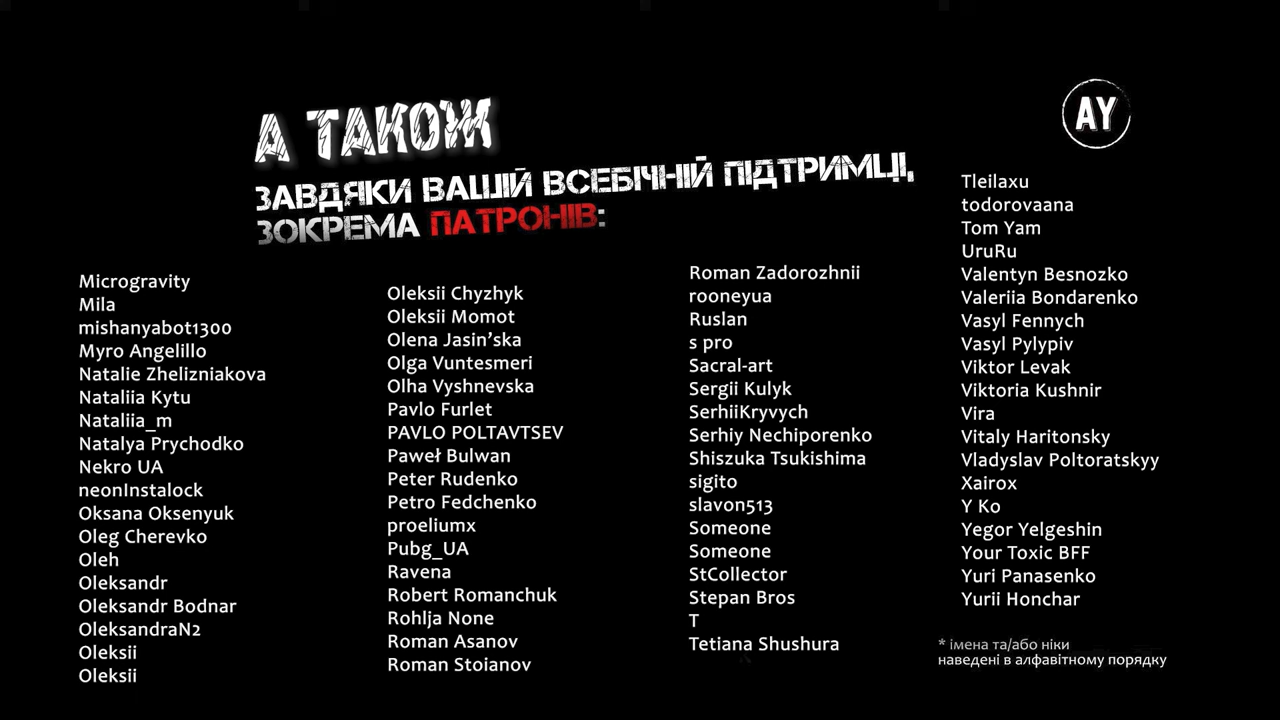 А ТАКОЖ
ЗАВДЯКИ ВАШІЙ ВСЕБІЧНІЙ ПІДТРИМЦІ,
ЗОКРЕМА ПАТРОНІВ:
AY
Microgravity
Mila
mishanyabot1300
Myro Angelillo
Natalie Zhelizniakova
Nataliia Kytu
Nataliia_m
Natalya Prychodko
Nekro UA
neonInstalock
Oksana Oksenyuk
Oleg Cherevko
Oleh
Oleksandr
Oleksandr Bodnar
OleksandraN2
Oleksii
Oleksii
Oleksii Chyzhyk
Oleksii Momot
Olena Jasin’ska
Olga Vuntesmeri
Olha Vyshnevska
Pavlo Furlet
PAVLO POLTAVTSEV
Paweł Bulwan
Peter Rudenko
Petro Fedchenko
proeliumx
Pubg_UA
Ravena
Robert Romanchuk
Rohlja None
Roman Asanov
Roman Stoianov
Roman Zadorozhnii
rooneyua
Ruslan
s pro
Sacral-art
Sergii Kulyk
SerhiiKryvych
Serhiy Nechiporenko
Shiszuka Tsukishima
sigito
slavon513
Someone
Someone
StCollector
Stepan Bros
T
Tetiana Shushura
Tleilaxu
todorovaana
Tom Yam
UruRu
Valentyn Besnozko
Valeriia Bondarenko
Vasyl Fennych
Vasyl Pylypiv
Viktor Levak
Viktoria Kushnir
Vira
Vitaly Haritonsky
Vladyslav Poltoratskyy
Xairox
Y Ko
Yegor Yelgeshin
Your Toxic BFF
Yuri Panasenko
Yurii Honchar
* імена та/або ніки
наведені в алфавітному порядку